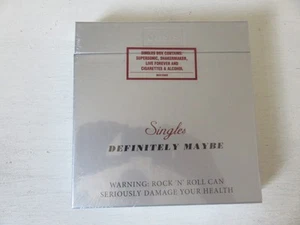 SINGLES BOX CONTAINS:
SUPERSONIC, SHAKERMAKER,
LIVE FOREVER AND
CIGARETTES & ALCOHOL
Singles
DEFINITELY MAYBE
WARNING: ROCK 'N' ROLL CAN
SERIOUSLY DAMAGE YOUR HEALTH